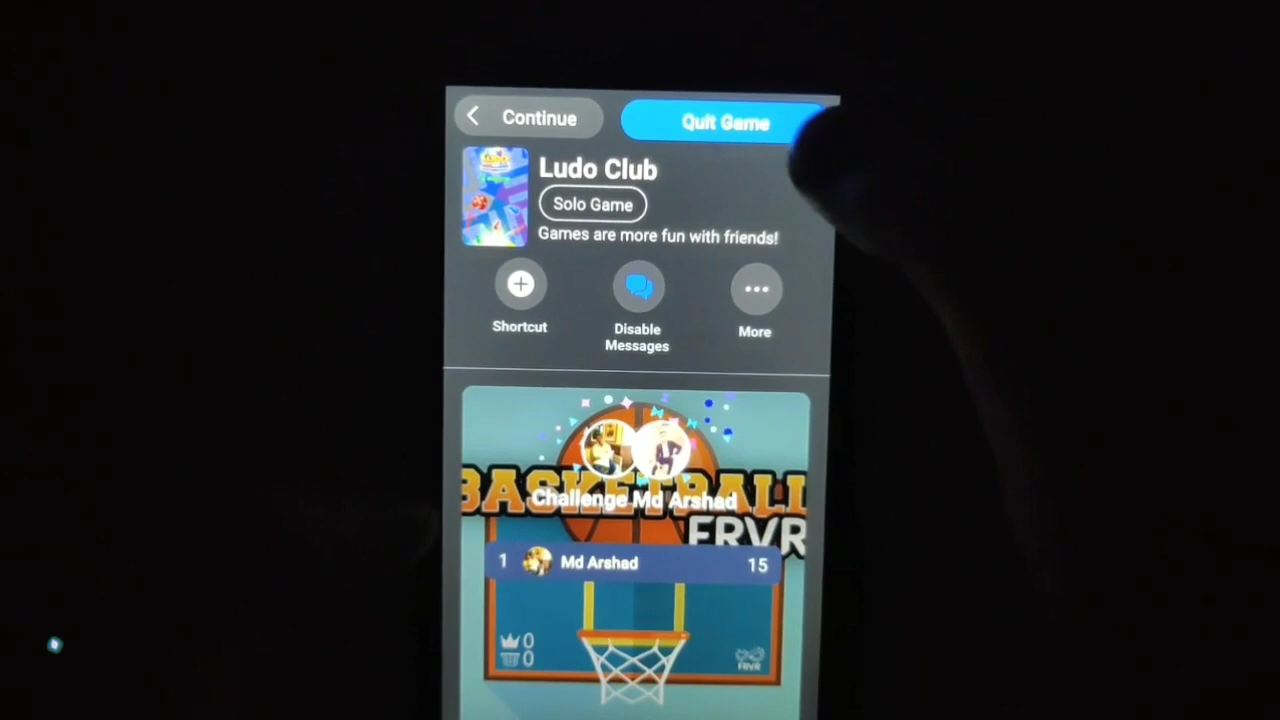 Continue
Quit Game
Ludo Club
Solo Game
Games are more fun with friends!
Shortcut
Disable
Messages
More
BASKETBALL
Challenge Md Arshad
FRVR
1 Md Arshad 15
0
0
FRVR